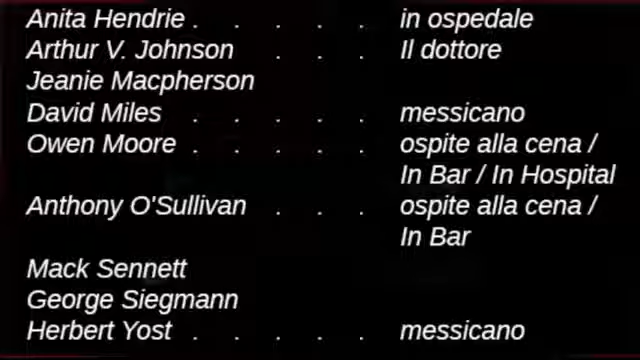 Anita Hendrie . . . . . in ospedale
Arthur V. Johnson . . . Il dottore
Jeanie Macpherson
David Miles . . . . . messicano
Owen Moore . . . . . ospite alla cena /
In Bar / In Hospital
Anthony O'Sullivan . . . ospite alla cena /
In Bar
Mack Sennett
George Siegmann
Herbert Yost . . . . . messicano